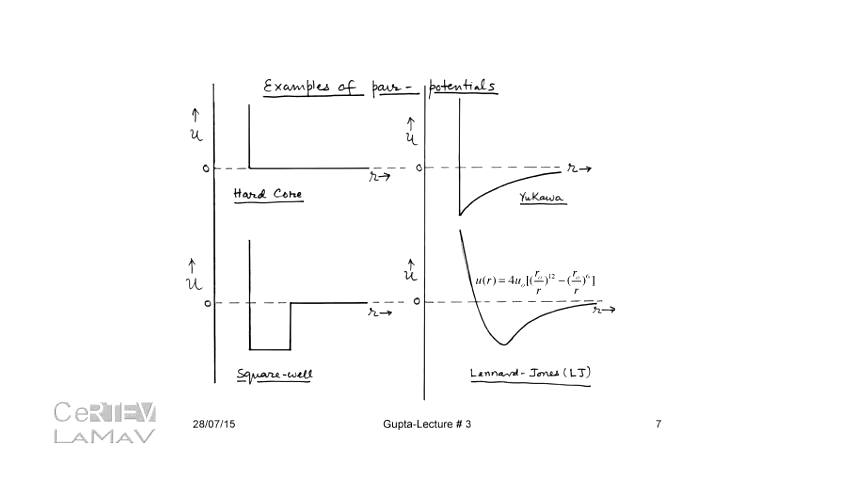 Examples of pair- potentials
↑
u
0
r→
Hard Core
↑
u
0
r→
Yukawa
↑
u
0
r→
Square-well
↑
u
u(r) = 4u₀[(r₀/r)¹² − (r₀/r)⁶]
0
r→
Lennard-Jones (LJ)
CeRTEV
LAMAV
28/07/15 Gupta-Lecture # 3 7